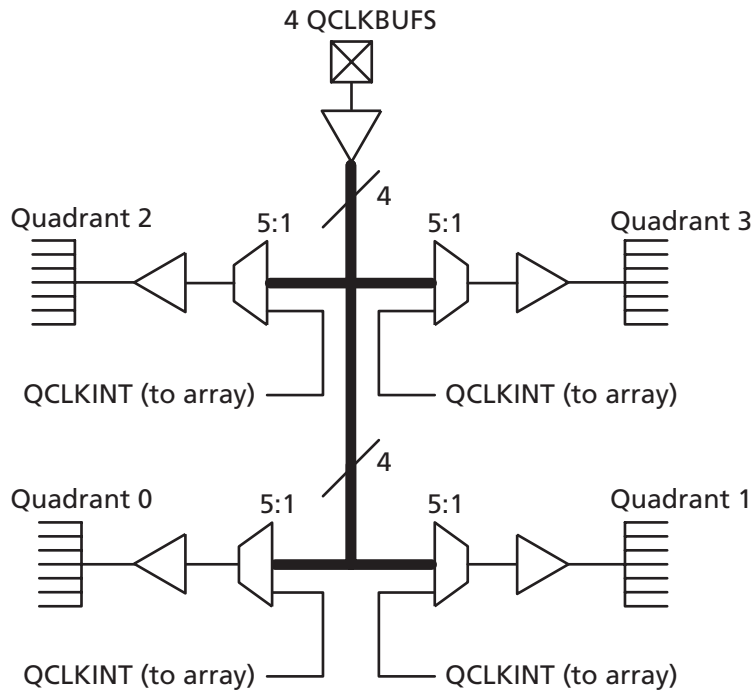 4 QCLKBUFS
4
Quadrant 2
5:1
5:1
Quadrant 3
QCLKINT (to array)
QCLKINT (to array)
4
Quadrant 0
5:1
5:1
Quadrant 1
QCLKINT (to array)
QCLKINT (to array)